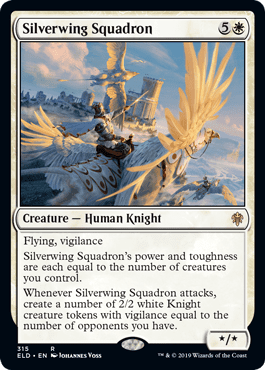 Silverwing Squadron 5
Creature — Human Knight
Flying, vigilance
Silverwing Squadron's power and toughness
are each equal to the number of creatures
you control.
Whenever Silverwing Squadron attacks,
create a number of 2/2 white Knight
creature tokens with vigilance equal to the
number of opponents you have.
*/*
315 R
ELD • EN Johannes Voss
™ & © 2019 Wizards of the Coast